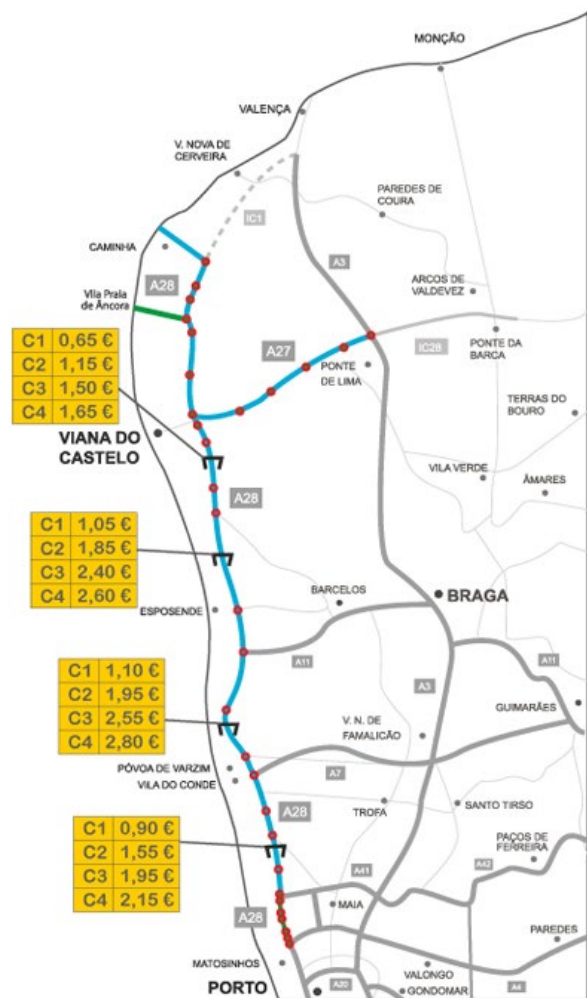 MONÇÃO
VALENÇA
V. NOVA DE
CERVEIRA
PAREDES DE
COURA
IC1
CAMINHA
A3
A28
ARCOS DE
VALDEVEZ
Vila Praia
de Âncora
A27
IC28
PONTE DA
BARCA
PONTE
DE LIMA
C1 0,65 €
C2 1,15 €
C3 1,50 €
C4 1,65 €
TERRAS DO
BOURO
VIANA DO
CASTELO
VILA VERDE
ÂMARES
A28
C1 1,05 €
C2 1,85 €
C3 2,40 €
C4 2,60 €
BARCELOS
BRAGA
ESPOSENDE
A11
A11
C1 1,10 €
C2 1,95 €
C3 2,55 €
C4 2,80 €
A3
GUIMARÃES
V. N. DE
FAMALICÃO
PÓVOA DE VARZIM
VILA DO CONDE
A7
A28
TROFA
SANTO TIRSO
C1 0,90 €
C2 1,55 €
C3 1,95 €
C4 2,15 €
PAÇOS DE
FERREIRA
A41
A42
A28
MAIA
PAREDES
MATOSINHOS
VALONGO
PORTO
A20
GONDOMAR
A4